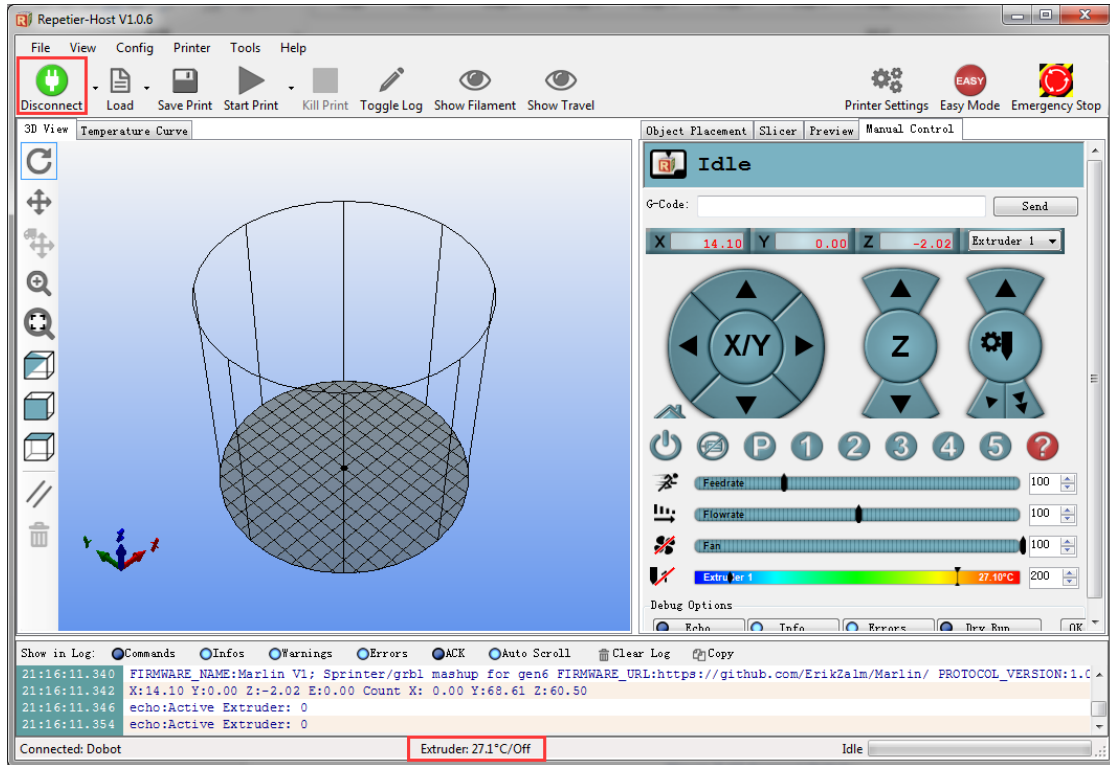 Repetier-Host V1.0.6
File View Config Printer Tools Help
Disconnect Load Save Print Start Print Kill Print Toggle Log Show Filament Show Travel Printer Settings Easy Mode Emergency Stop
EASY
3D View Temperature Curve
Object Placement Slicer Preview Manual Control
Idle
G-Code: Send
X 14.10 Y 0.00 Z -2.02 Extruder 1
X/Y Z
P 1 2 3 4 5 ?
Feedrate 100
Flowrate 100
Fan 100
Extruder 1 27.10°C 200
Debug Options
Echo Info Errors Dry Run OK
Y Z X
Show in Log: Commands Infos Warnings Errors ACK Auto Scroll Clear Log Copy
21:16:11.340 FIRMWARE_NAME:Marlin V1; Sprinter/grbl mashup for gen6 FIRMWARE_URL:https://github.com/ErikZalm/Marlin/ PROTOCOL_VERSION:1.0
21:16:11.342 X:14.10 Y:0.00 Z:-2.02 E:0.00 Count X: 0.00 Y:68.61 Z:60.50
21:16:11.346 echo:Active Extruder: 0
21:16:11.354 echo:Active Extruder: 0
Connected: Dobot Extruder: 27.1°C/Off Idle